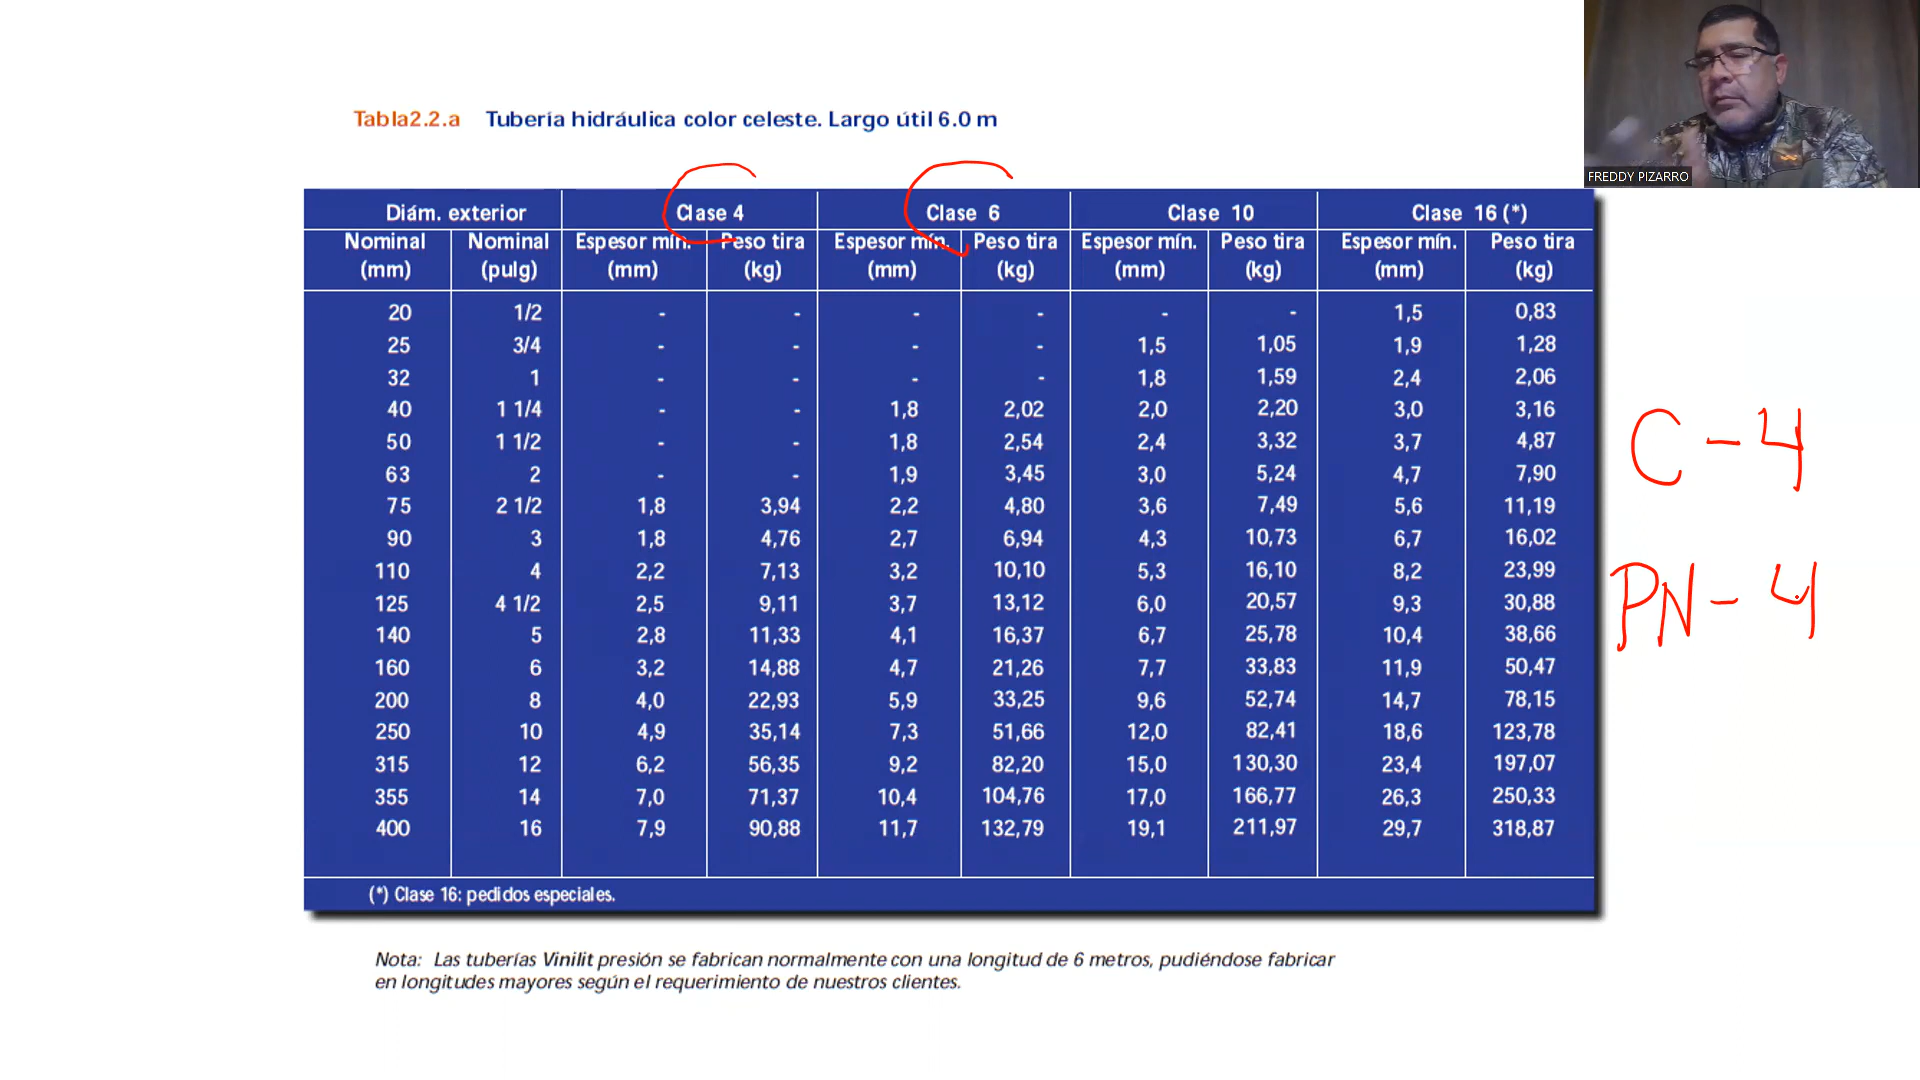 FREDDY PIZARRO
Tabla2.2.a Tubería hidráulica color celeste. Largo útil 6.0 m
Diám. exterior Clase 4 Clase 6 Clase 10 Clase 16 (*)
Nominal Nominal Espesor mín. Peso tira Espesor mín. Peso tira Espesor mín. Peso tira Espesor mín. Peso tira
(mm) (pulg) (mm) (kg) (mm) (kg) (mm) (kg) (mm) (kg)
20 1/2 - - - - - - 1,5 0,83
25 3/4 - - - - 1,5 1,05 1,9 1,28
32 1 - - - - 1,8 1,59 2,4 2,06
40 1 1/4 - - 1,8 2,02 2,0 2,20 3,0 3,16
50 1 1/2 - - 1,8 2,54 2,4 3,32 3,7 4,87
63 2 - - 1,9 3,45 3,0 5,24 4,7 7,90
75 2 1/2 1,8 3,94 2,2 4,80 3,6 7,49 5,6 11,19
90 3 1,8 4,76 2,7 6,94 4,3 10,73 6,7 16,02
110 4 2,2 7,13 3,2 10,10 5,3 16,10 8,2 23,99
125 4 1/2 2,5 9,11 3,7 13,12 6,0 20,57 9,3 30,88
140 5 2,8 11,33 4,1 16,37 6,7 25,78 10,4 38,66
160 6 3,2 14,88 4,7 21,26 7,7 33,83 11,9 50,47
200 8 4,0 22,93 5,9 33,25 9,6 52,74 14,7 78,15
250 10 4,9 35,14 7,3 51,66 12,0 82,41 18,6 123,78
315 12 6,2 56,35 9,2 82,20 15,0 130,30 23,4 197,07
355 14 7,0 71,37 10,4 104,76 17,0 166,77 26,3 250,33
400 16 7,9 90,88 11,7 132,79 19,1 211,97 29,7 318,87
(*) Clase 16: pedidos especiales.
C-4
PN-4
Nota: Las tuberías Vinilit presión se fabrican normalmente con una longitud de 6 metros, pudiéndose fabricar
en longitudes mayores según el requerimiento de nuestros clientes.